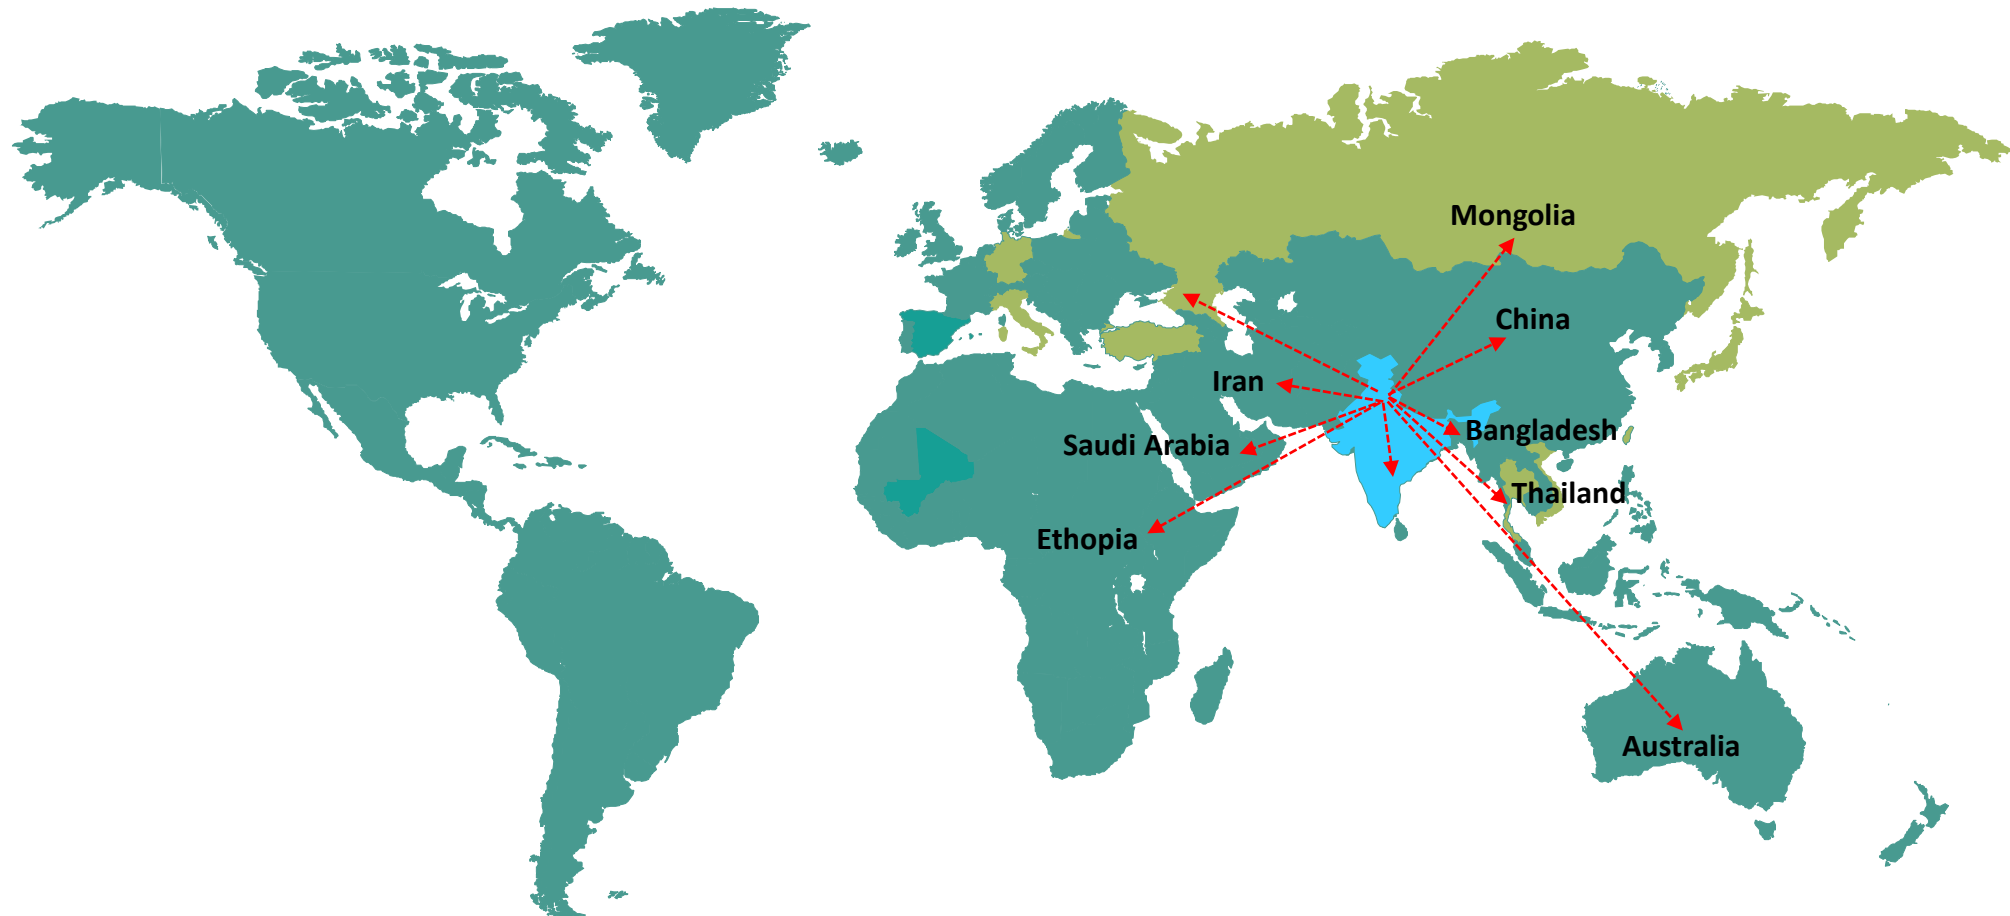 Mongolia
China
Iran
Bangladesh
Saudi Arabia
Thailand
Ethopia
Australia